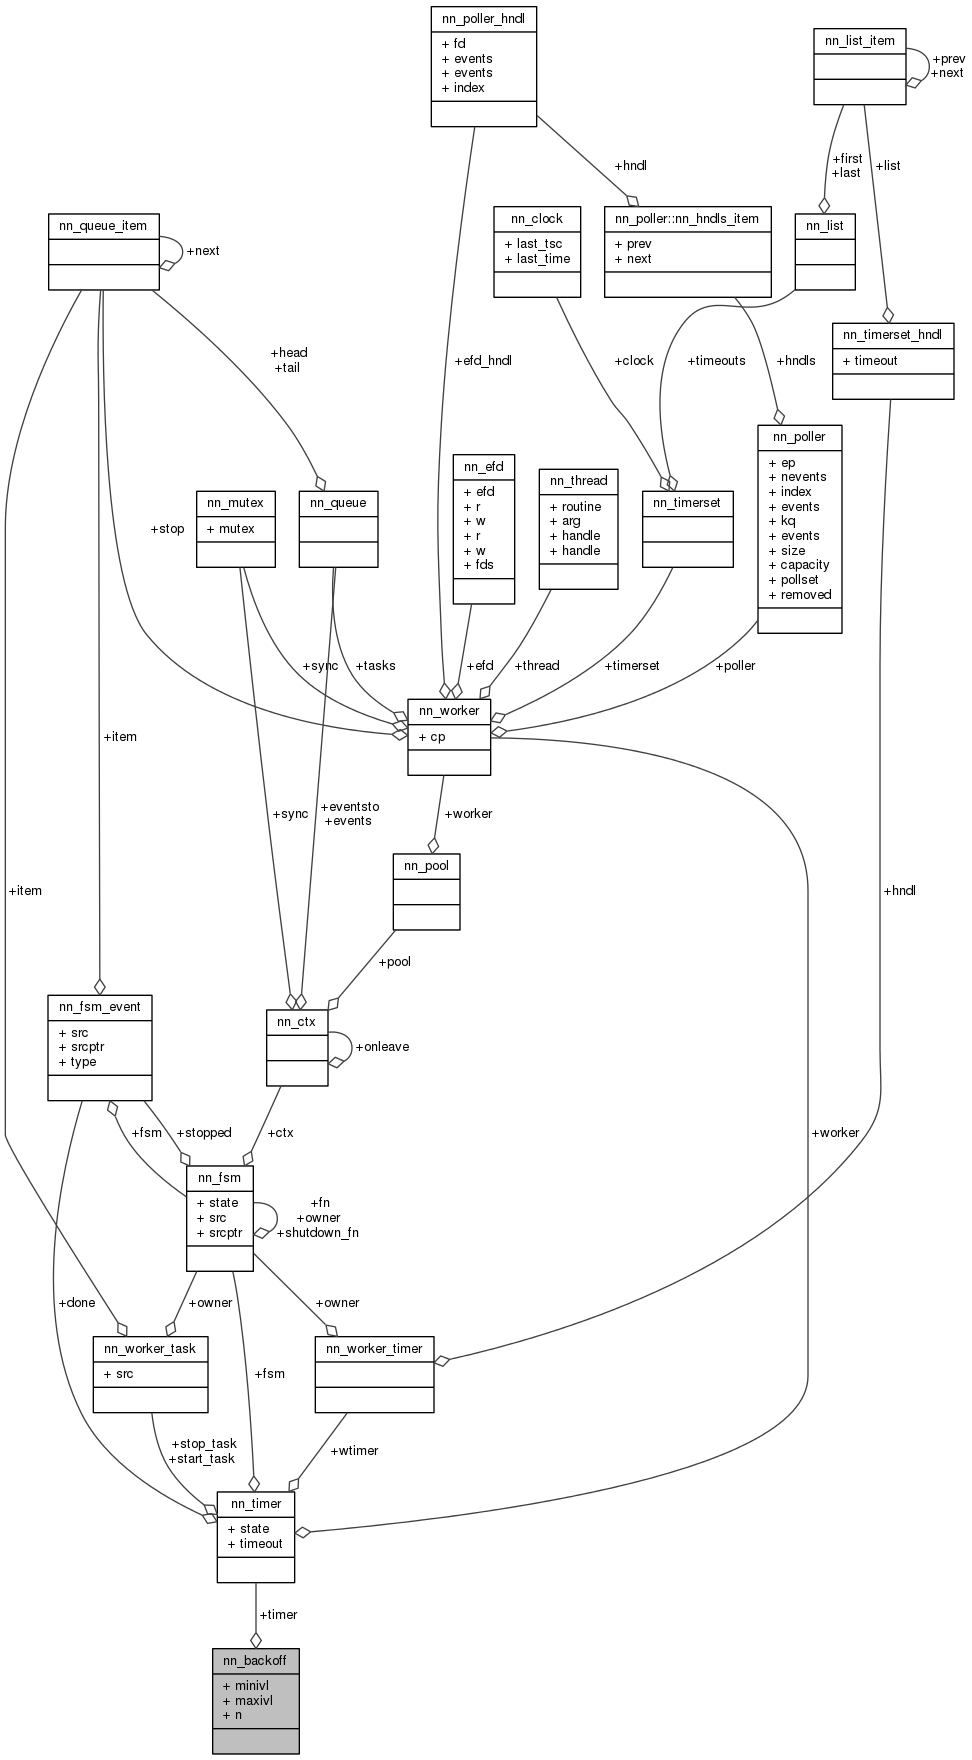 nn_poller_hndl
+ fd
+ events
+ events
+ index
nn_list_item
+prev
+next
+hndl
+first
+last
+list
nn_queue_item
+next
nn_clock
+ last_tsc
+ last_time
nn_poller::nn_hndls_item
+ prev
+ next
nn_list
nn_timerset_hndl
+ timeout
+head
+tail
+efd_hndl
+clock
+timeouts
+hndls
nn_poller
+ ep
+ nevents
+ index
+ events
+ kq
+ events
+ size
+ capacity
+ pollset
+ removed
nn_efd
+ efd
+ r
+ w
+ r
+ w
+ fds
nn_thread
+ routine
+ arg
+ handle
+ handle
nn_mutex
+ mutex
nn_queue
nn_timerset
+stop
+sync
+tasks
+efd
+thread
+timerset
+poller
nn_worker
+ cp
+item
+sync
+eventsto
+events
+worker
nn_pool
+item
+hndl
+pool
nn_fsm_event
+ src
+ srcptr
+ type
nn_ctx
+onleave
+fsm
+stopped
+ctx
+worker
nn_fsm
+ state
+ src
+ srcptr
+fn
+owner
+shutdown_fn
+done
+owner
+owner
nn_worker_task
+ src
nn_worker_timer
+fsm
+stop_task
+start_task
+wtimer
nn_timer
+ state
+ timeout
+timer
nn_backoff
+ minivl
+ maxivl
+ n